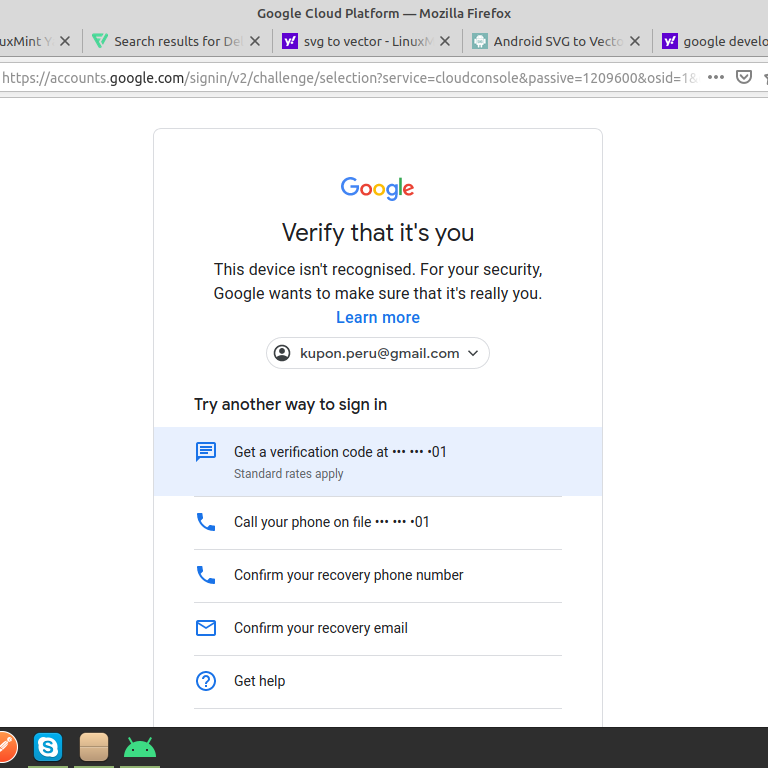 Google Cloud Platform — Mozilla Firefox
uxMint Y
Search results for De
svg to vector - LinuxM
Android SVG to Vecto
google develo
https://accounts.google.com/signin/v2/challenge/selection?service=cloudconsole&passive=1209600&osid=1&
Google
Verify that it's you
This device isn't recognised. For your security,
Google wants to make sure that it's really you.
Learn more
kupon.peru@gmail.com
Try another way to sign in
Get a verification code at ••• ••• •01
Standard rates apply
Call your phone on file ••• ••• •01
Confirm your recovery phone number
Confirm your recovery email
Get help